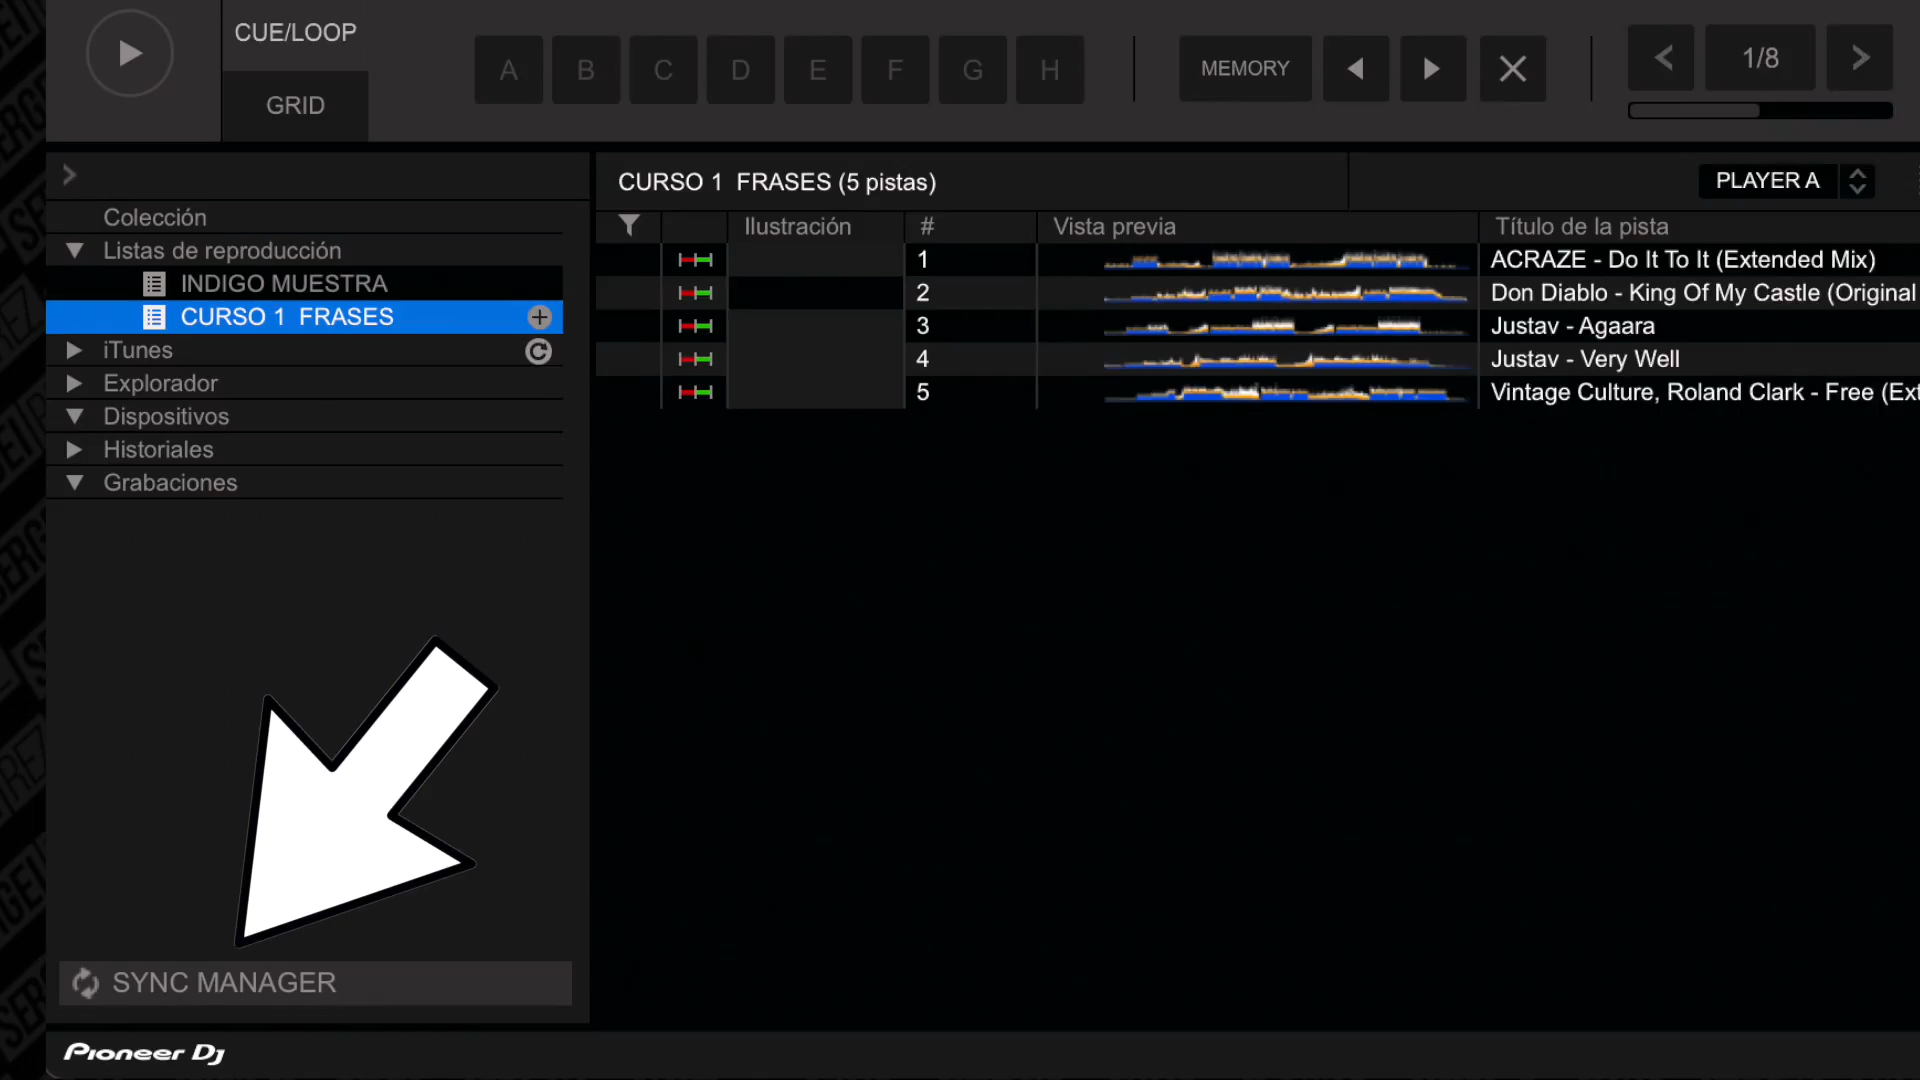 CUE/LOOP
GRID
A B C D E F G H
MEMORY
1/8
CURSO 1 FRASES (5 pistas)
PLAYER A
Colección
Listas de reproducción
INDIGO MUESTRA
CURSO 1 FRASES
iTunes
Explorador
Dispositivos
Historiales
Grabaciones
Ilustración # Vista previa Título de la pista
1 ACRAZE - Do It To It (Extended Mix)
2 Don Diablo - King Of My Castle (Original
3 Justav - Agaara
4 Justav - Very Well
5 Vintage Culture, Roland Clark - Free (Ext
SYNC MANAGER
Pioneer Dj